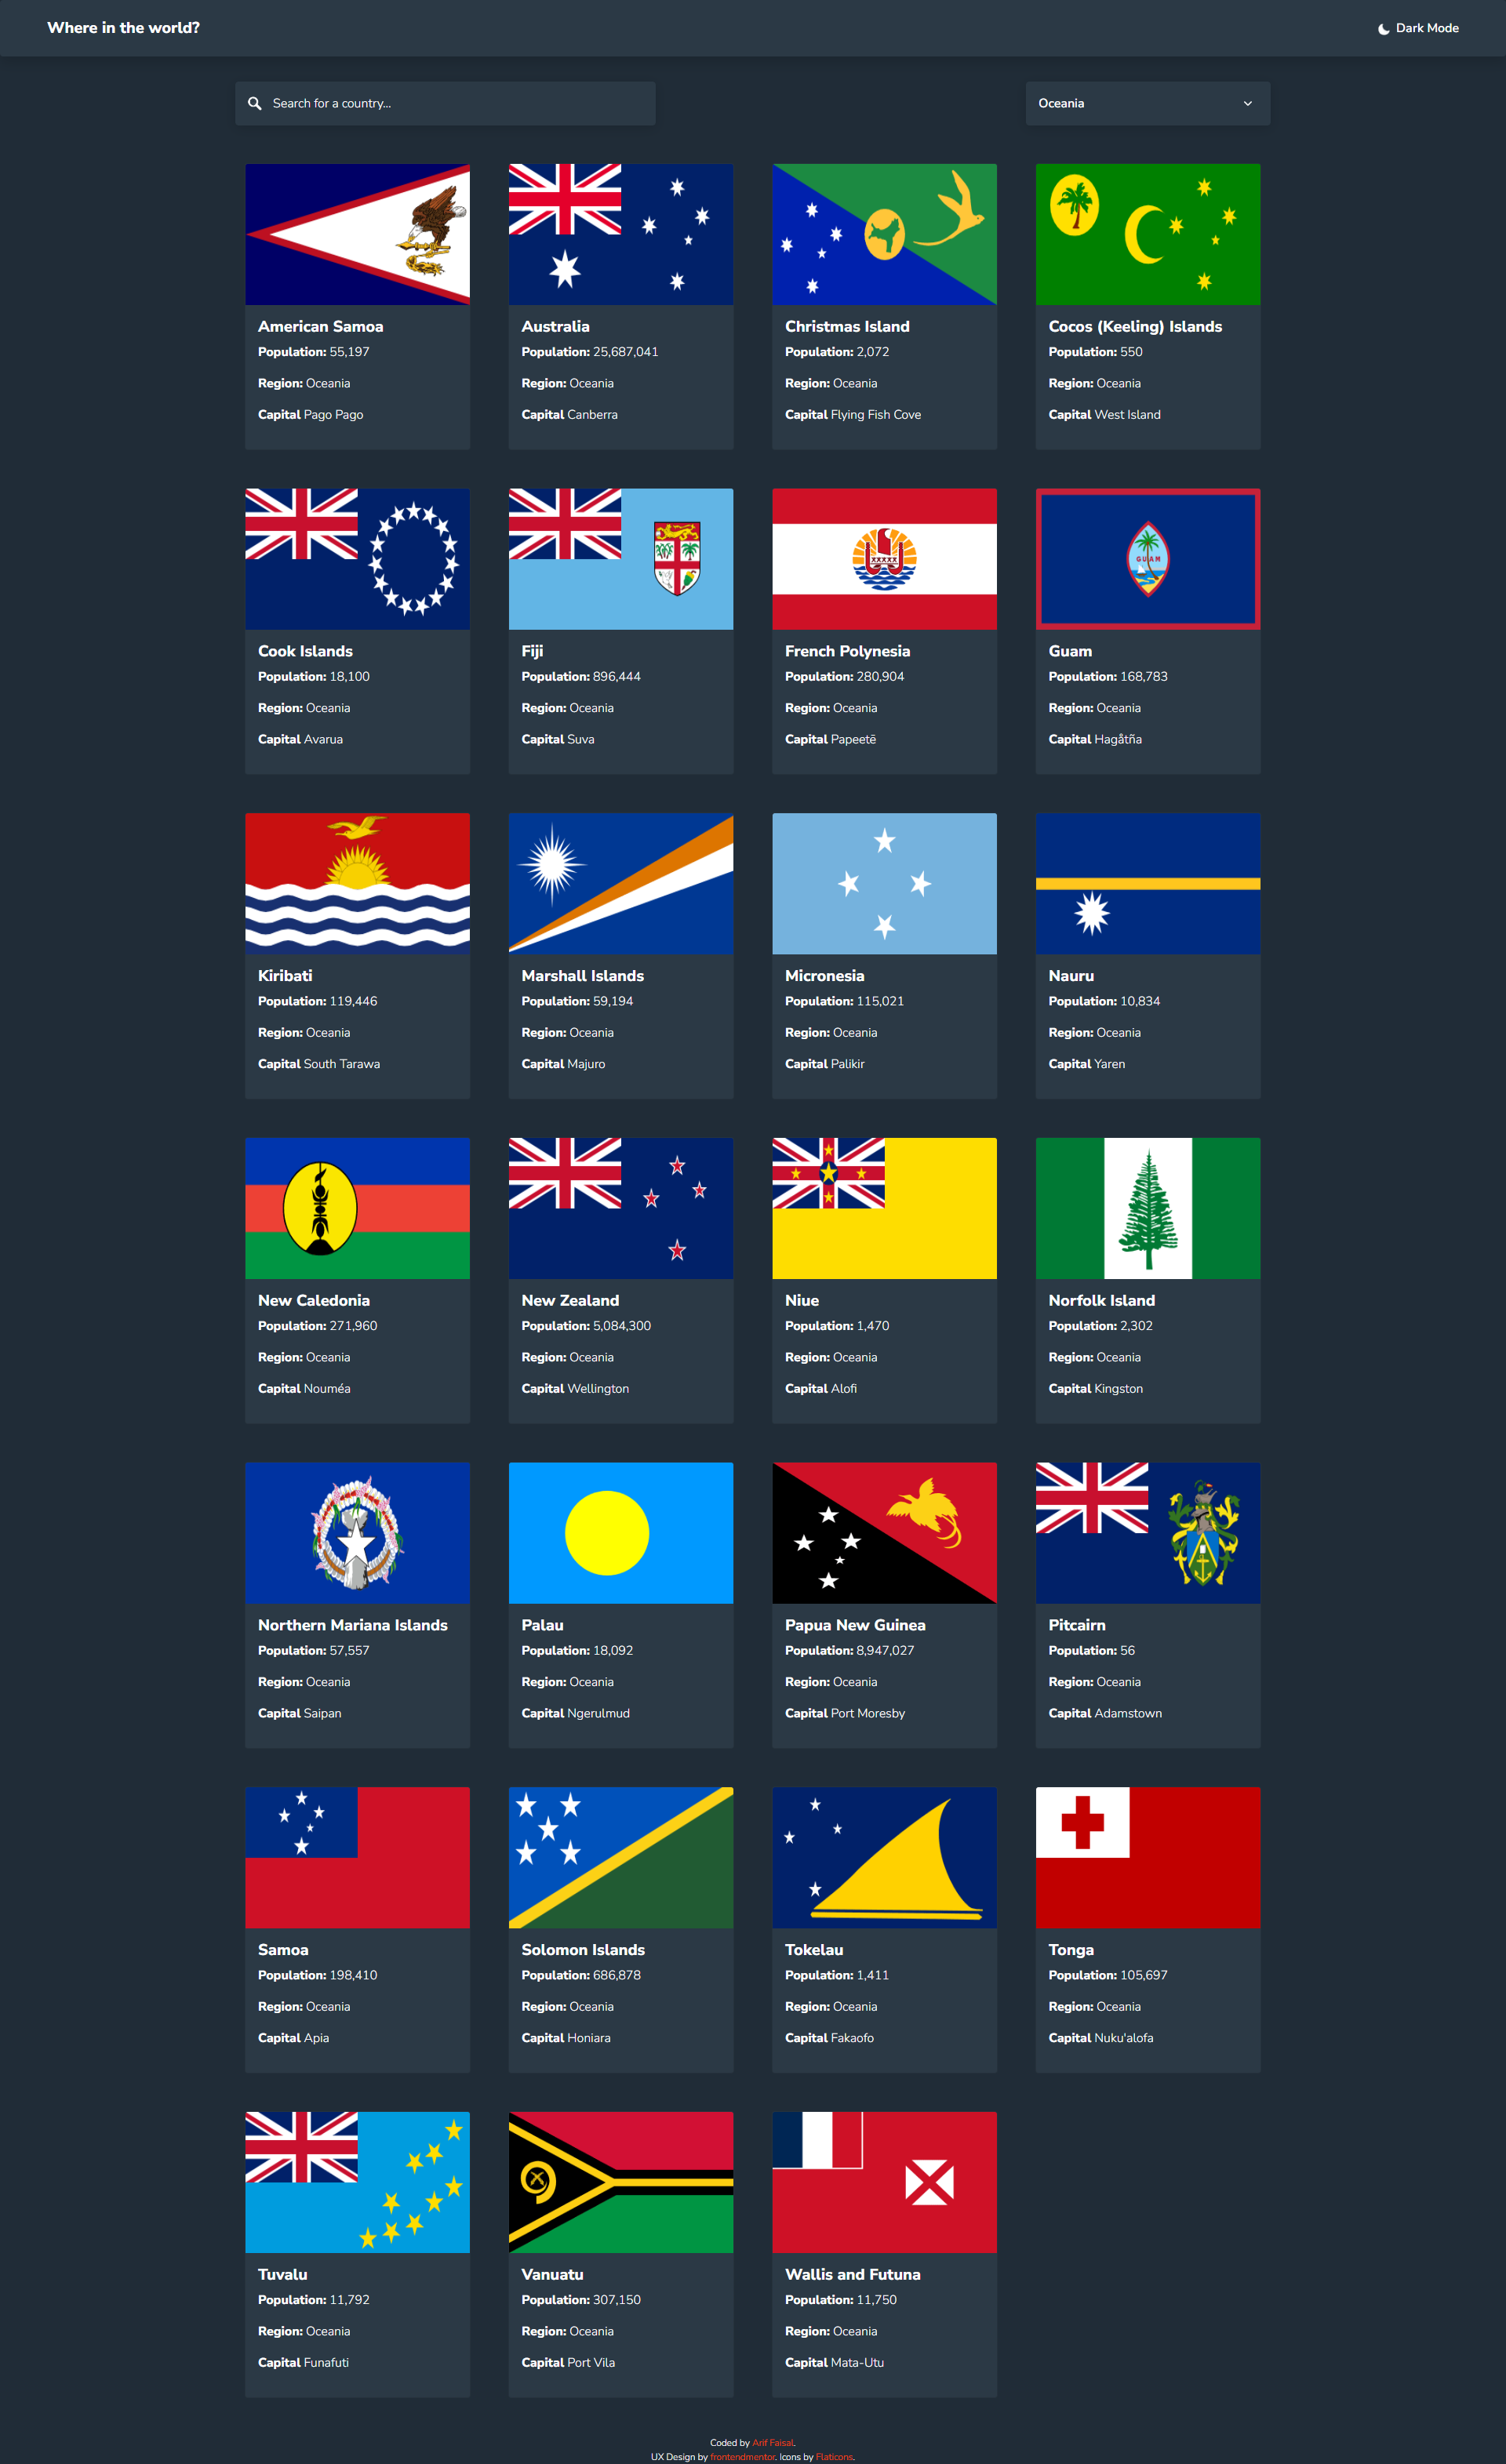 Where in the world?
Dark Mode
Search for a country...
Oceania
American Samoa
Population: 55,197
Region: Oceania
Capital Pago Pago
Australia
Population: 25,687,041
Region: Oceania
Capital Canberra
Christmas Island
Population: 2,072
Region: Oceania
Capital Flying Fish Cove
Cocos (Keeling) Islands
Population: 550
Region: Oceania
Capital West Island
Cook Islands
Population: 18,100
Region: Oceania
Capital Avarua
Fiji
Population: 896,444
Region: Oceania
Capital Suva
French Polynesia
Population: 280,904
Region: Oceania
Capital Papeetē
GUAM
Guam
Population: 168,783
Region: Oceania
Capital Hagåtña
Kiribati
Population: 119,446
Region: Oceania
Capital South Tarawa
Marshall Islands
Population: 59,194
Region: Oceania
Capital Majuro
Micronesia
Population: 115,021
Region: Oceania
Capital Palikir
Nauru
Population: 10,834
Region: Oceania
Capital Yaren
New Caledonia
Population: 271,960
Region: Oceania
Capital Nouméa
New Zealand
Population: 5,084,300
Region: Oceania
Capital Wellington
Niue
Population: 1,470
Region: Oceania
Capital Alofi
Norfolk Island
Population: 2,302
Region: Oceania
Capital Kingston
Northern Mariana Islands
Population: 57,557
Region: Oceania
Capital Saipan
Palau
Population: 18,092
Region: Oceania
Capital Ngerulmud
Papua New Guinea
Population: 8,947,027
Region: Oceania
Capital Port Moresby
Pitcairn
Population: 56
Region: Oceania
Capital Adamstown
Samoa
Population: 198,410
Region: Oceania
Capital Apia
Solomon Islands
Population: 686,878
Region: Oceania
Capital Honiara
Tokelau
Population: 1,411
Region: Oceania
Capital Fakaofo
Tonga
Population: 105,697
Region: Oceania
Capital Nuku'alofa
Tuvalu
Population: 11,792
Region: Oceania
Capital Funafuti
Vanuatu
Population: 307,150
Region: Oceania
Capital Port Vila
Wallis and Futuna
Population: 11,750
Region: Oceania
Capital Mata-Utu
Coded by Arif Faisal.
UX Design by frontendmentor. Icons by Flaticons.